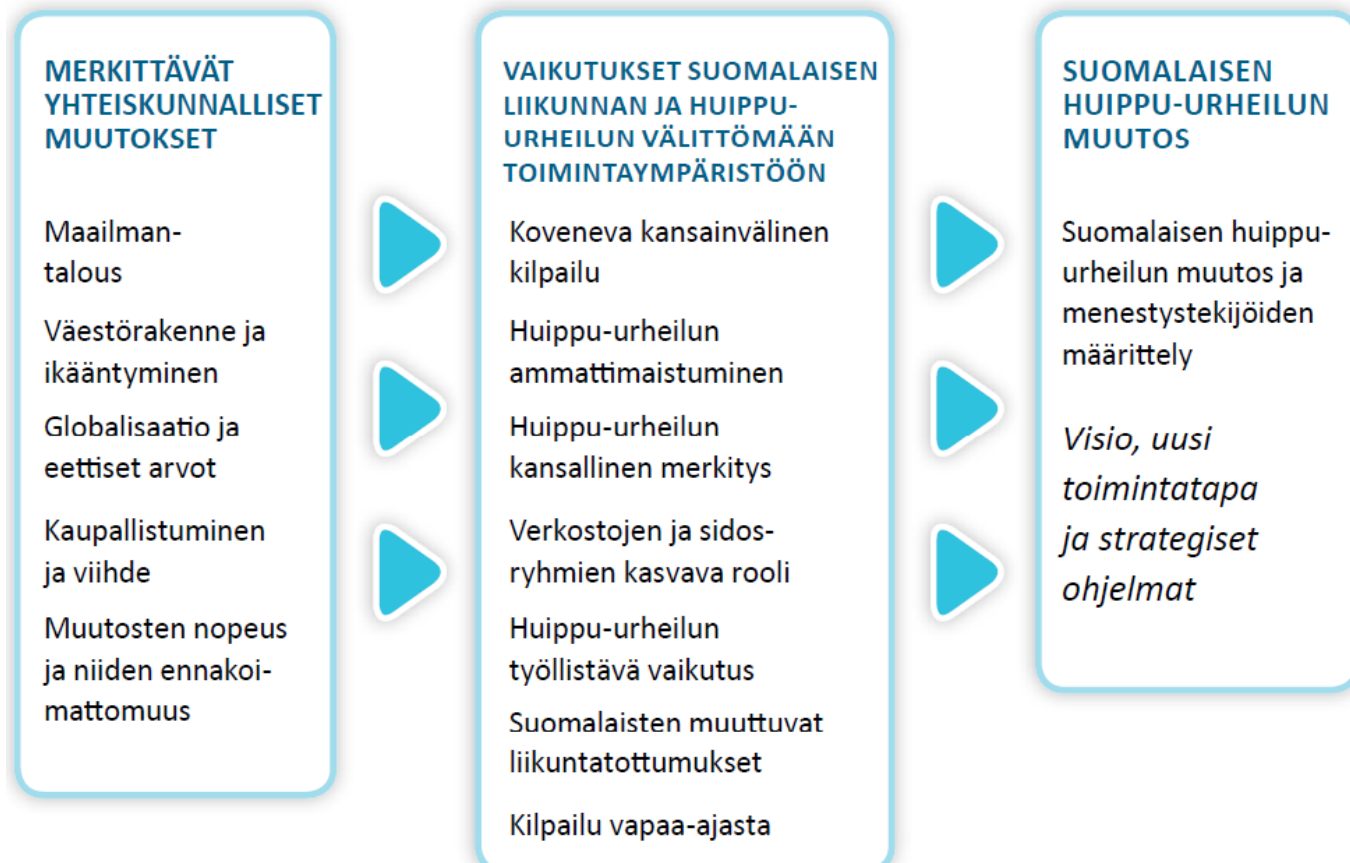 MERKITTÄVÄT
YHTEISKUNNALLISET
MUUTOKSET
Maailman-
talous
Väestörakenne ja
ikääntyminen
Globalisaatio ja
eettiset arvot
Kaupallistuminen
ja viihde
Muutosten nopeus
ja niiden ennakoi-
mattomuus
VAIKUTUKSET SUOMALAISEN
LIIKUNNAN JA HUIPPU-
URHEILUN VÄLITTÖMÄÄN
TOIMINTAYMPÄRISTÖÖN
Koveneva kansainvälinen
kilpailu
Huippu-urheilun
ammattimaistuminen
Huippu-urheilun
kansallinen merkitys
Verkostojen ja sidos-
ryhmien kasvava rooli
Huippu-urheilun
työllistävä vaikutus
Suomalaisten muuttuvat
liikuntatottumukset
Kilpailu vapaa-ajasta
SUOMALAISEN
HUIPPU-URHEILUN
MUUTOS
Suomalaisen huippu-
urheilun muutos ja
menestystekijöiden
määrittely
Visio, uusi
toimintatapa
ja strategiset
ohjelmat